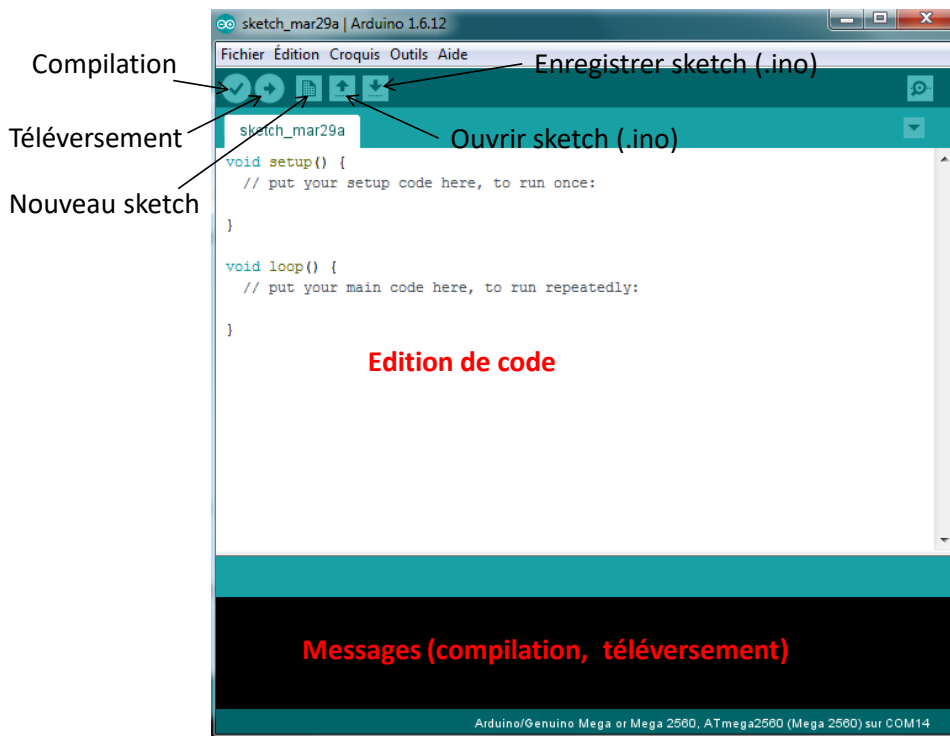 sketch_mar29a | Arduino 1.6.12
Fichier Édition Croquis Outils Aide
Compilation
Enregistrer sketch (.ino)
Téléversement
sketch_mar29a
Ouvrir sketch (.ino)
Nouveau sketch
void setup() {
// put your setup code here, to run once:
}
void loop() {
// put your main code here, to run repeatedly:
}
Edition de code
Messages (compilation, téléversement)
Arduino/Genuino Mega or Mega 2560, ATmega2560 (Mega 2560) sur COM14